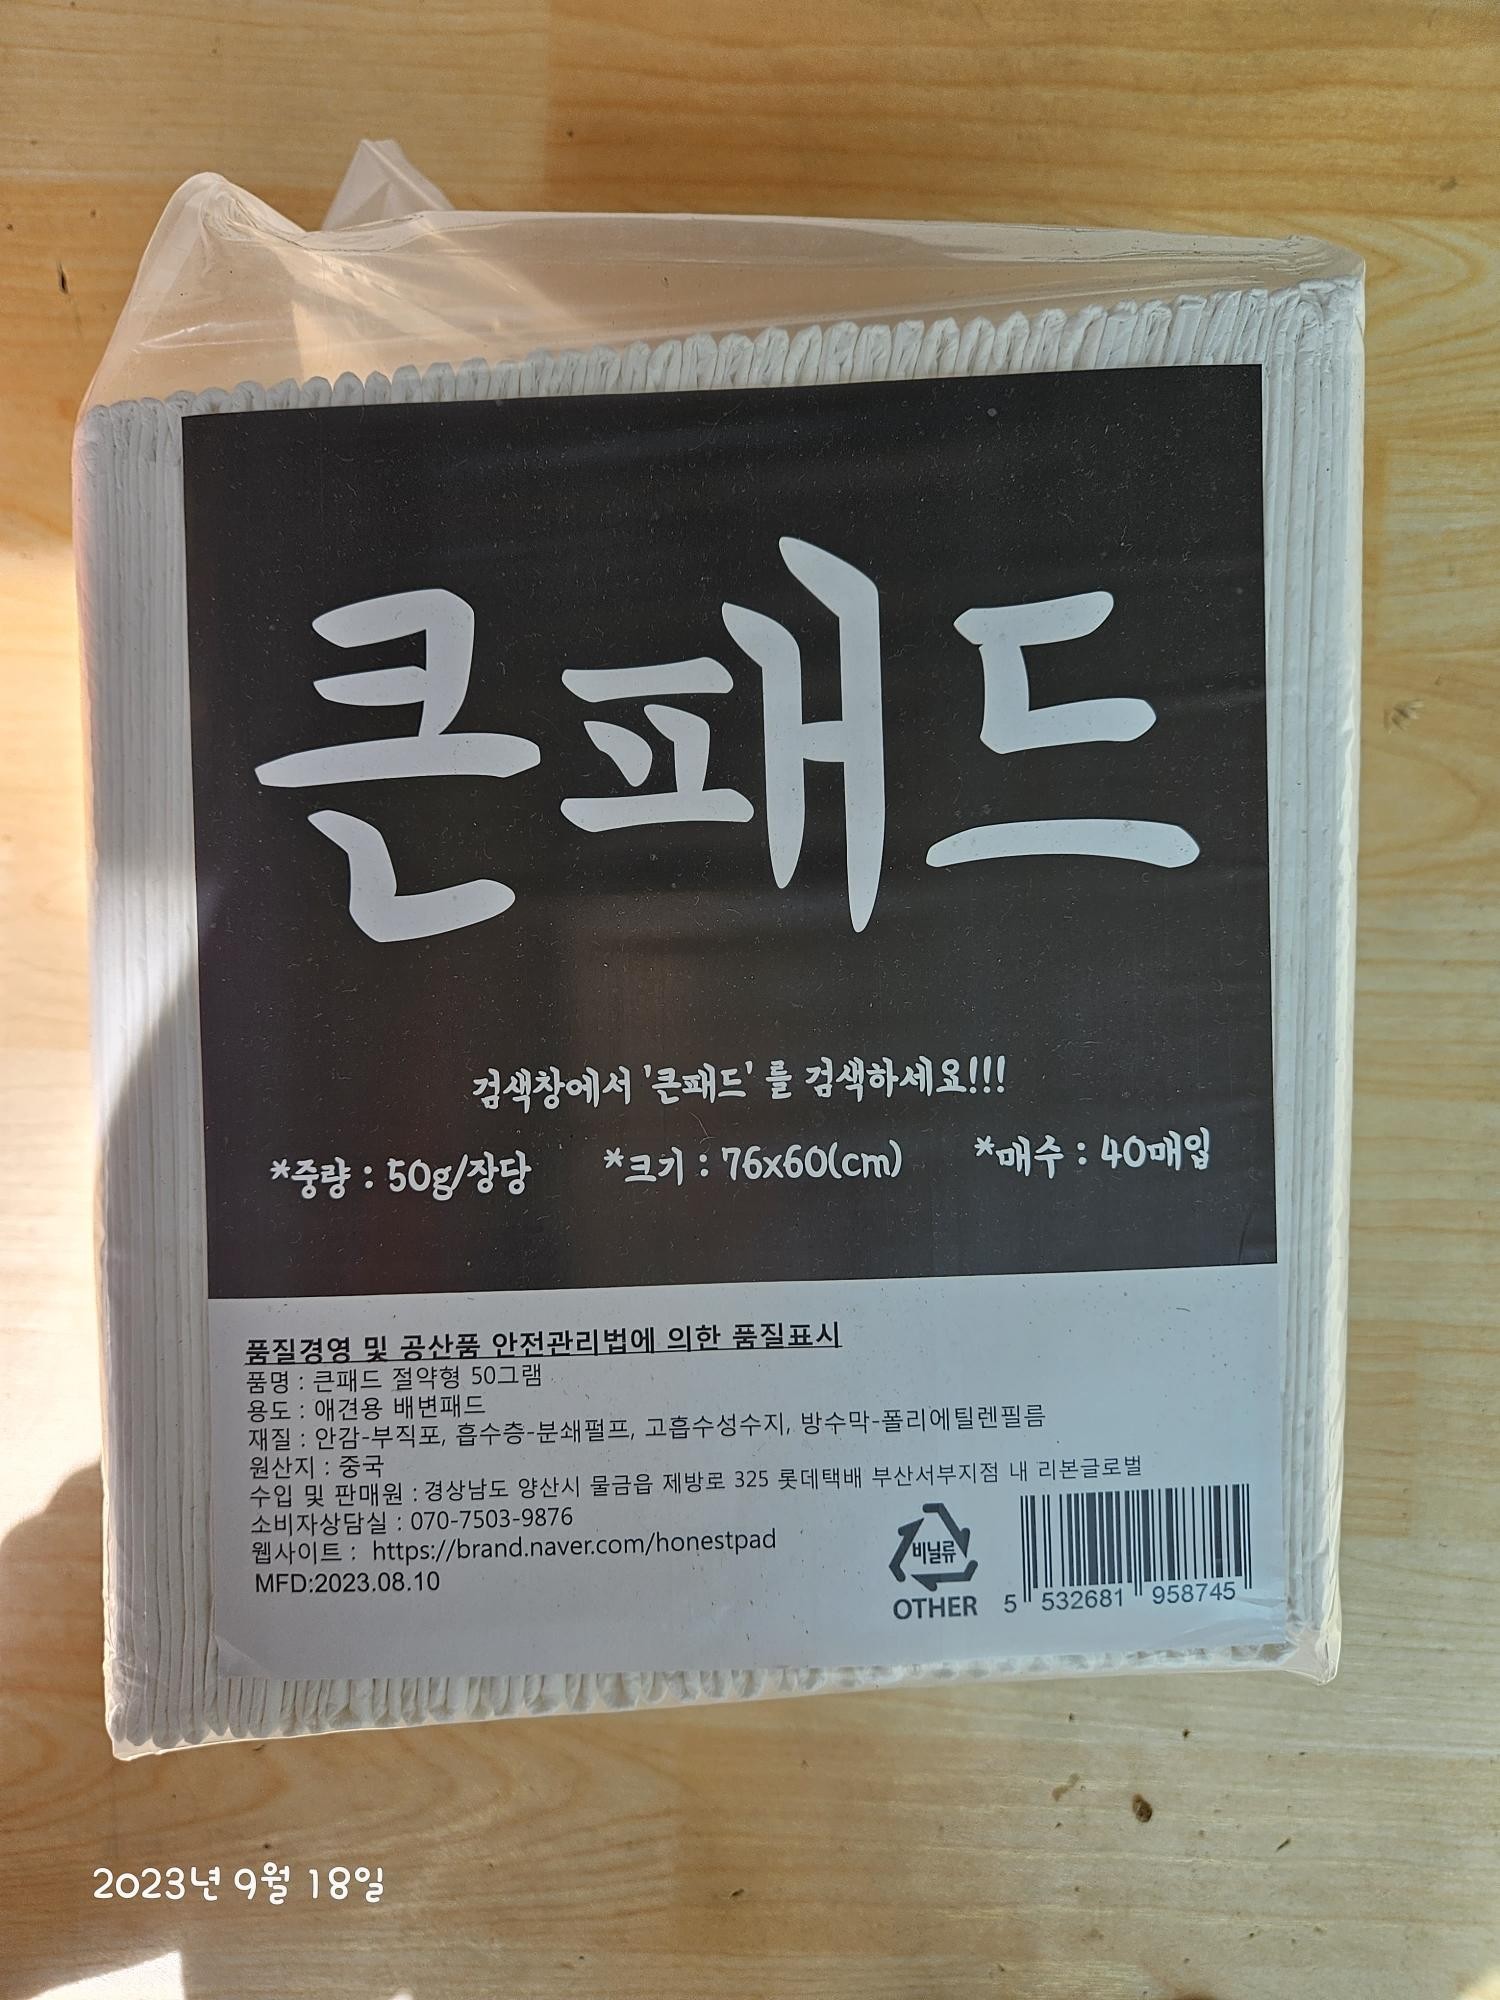 큰패드
검색창에서 '큰패드' 를 검색하세요!!!
*중량 : 50g/장당 *크기 : 76x60(cm) *매수 : 40매입
품질경영 및 공산품 안전관리법에 의한 품질표시
품명 : 큰패드 절약형 50그램
용도 : 애견용 배변패드
재질 : 안감-부직포, 흡수층-분쇄펄프, 고흡수성수지, 방수막-폴리에틸렌필름
원산지 : 중국
수입 및 판매원 : 경상남도 양산시 물금읍 제방로 325 롯데택배 부산서부지점 내 리본글로벌
소비자상담실 : 070-7503-9876
웹사이트 : https://brand.naver.com/honestpad
MFD:2023.08.10
비닐류
OTHER
5 532681 958745
2023년 9월 18일